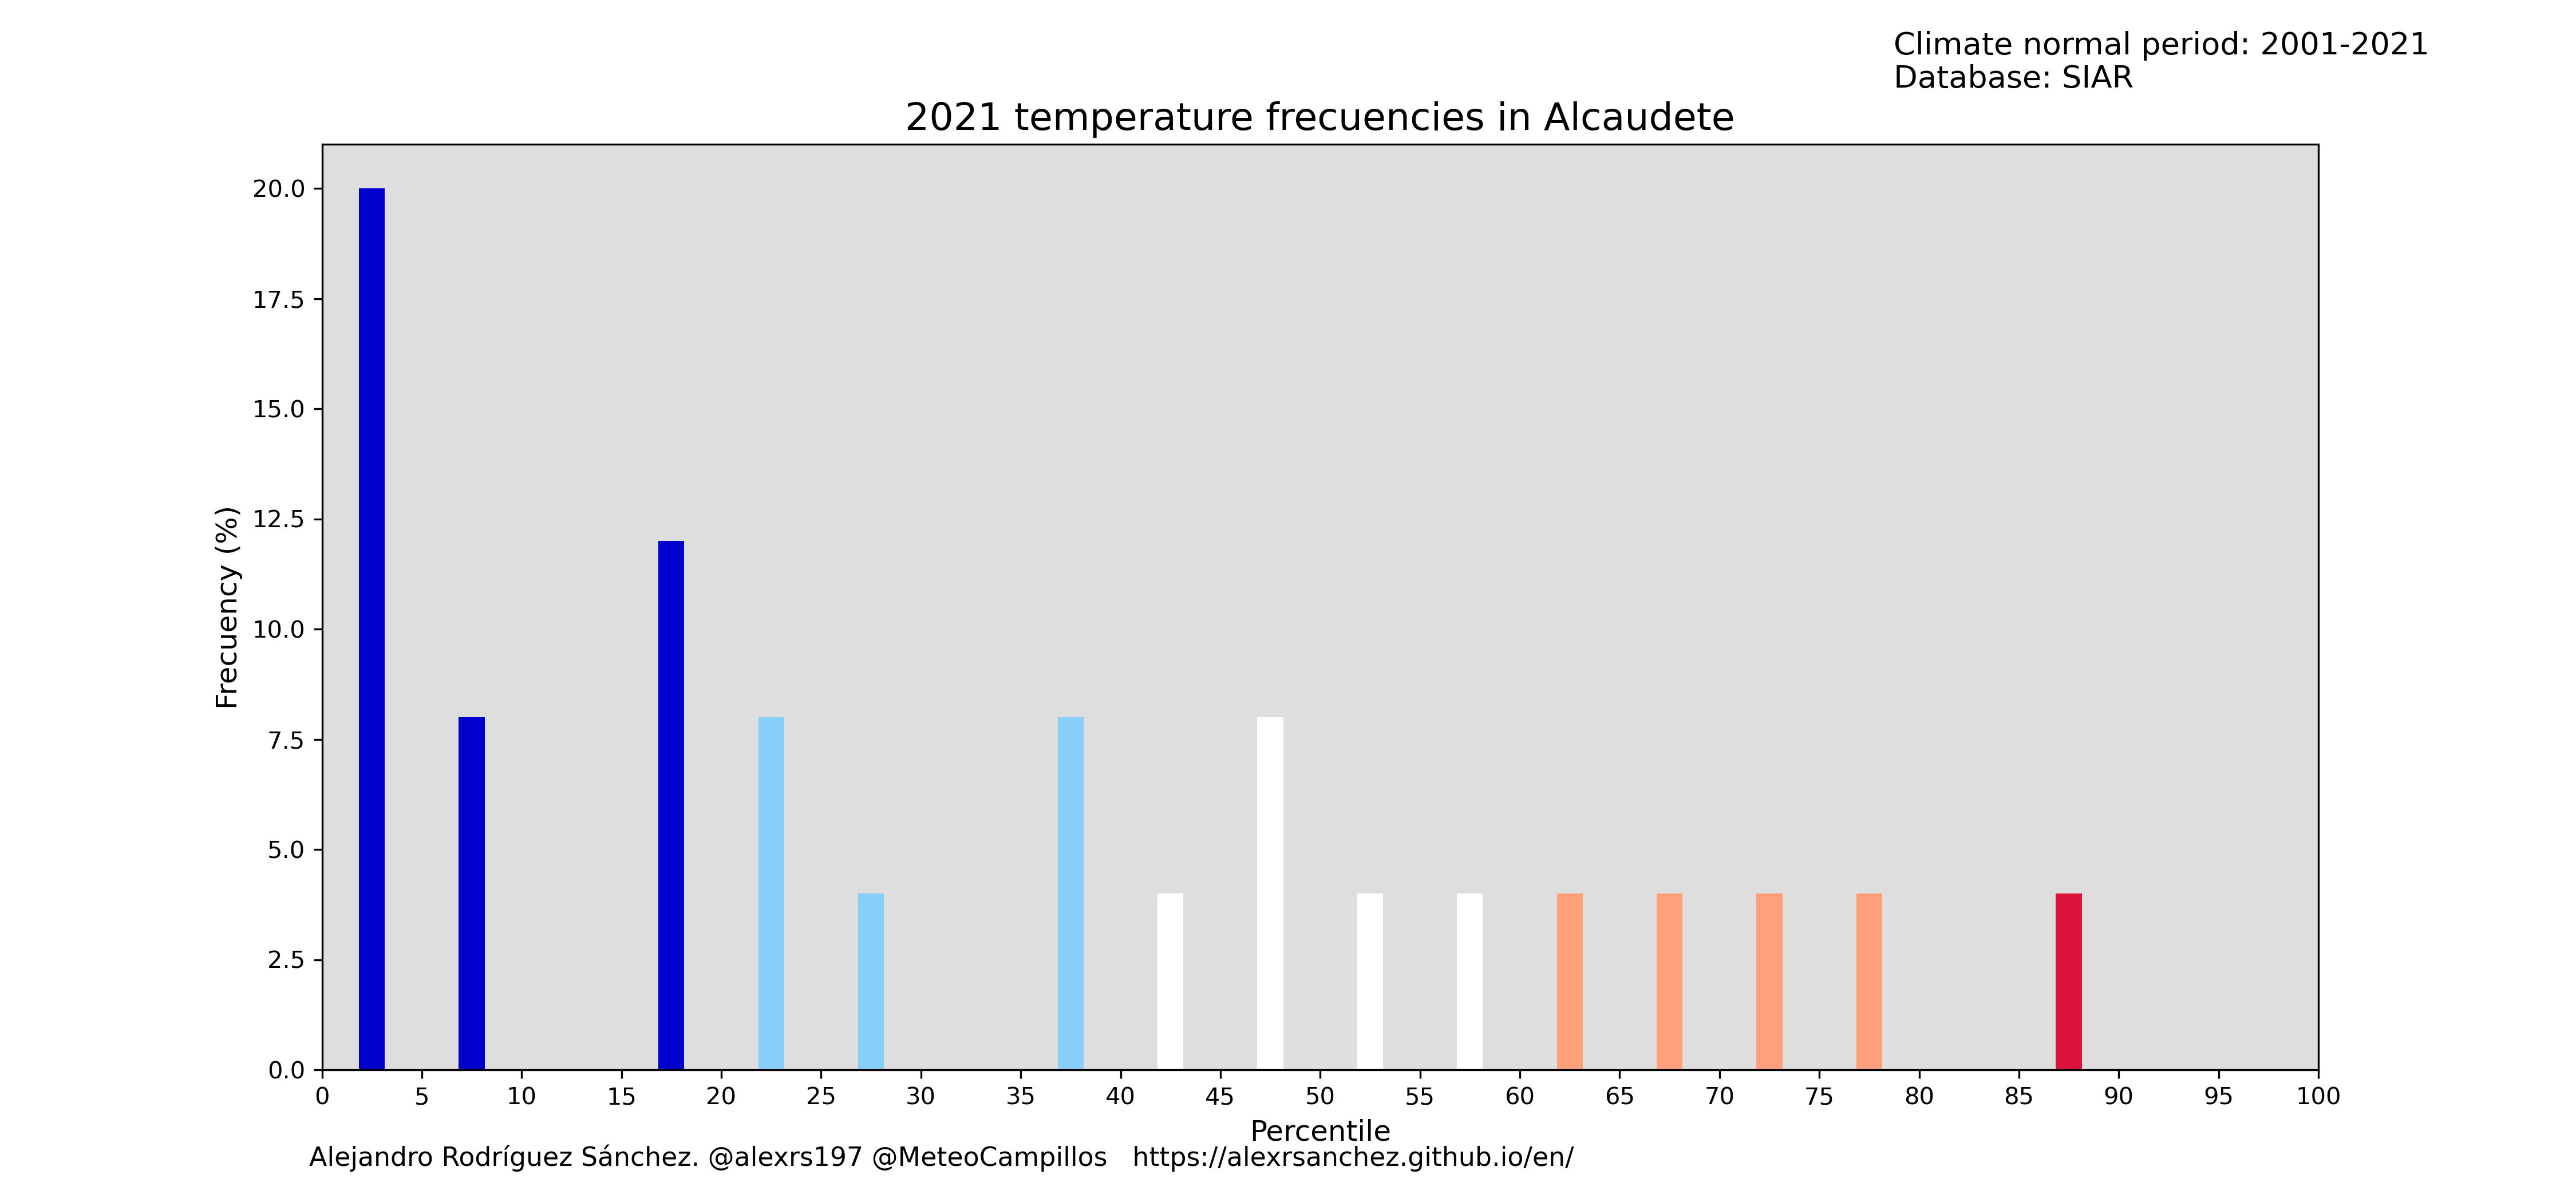 Climate normal period: 2001-2021
Database: SIAR
2021 temperature frecuencies in Alcaudete
Frecuency (%)
20.0
17.5
15.0
12.5
10.0
7.5
5.0
2.5
0.0
0 5 10 15 20 25 30 35 40 45 50 55 60 65 70 75 80 85 90 95 100
Percentile
Alejandro Rodríguez Sánchez. @alexrs197 @MeteoCampillos https://alexrsanchez.github.io/en/